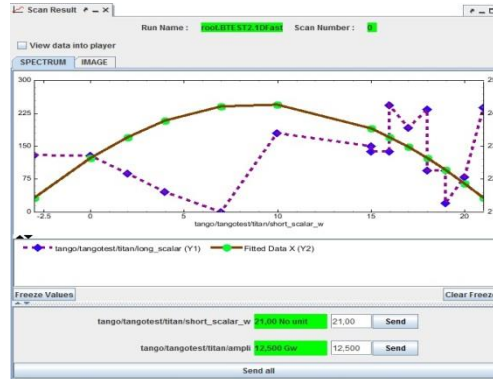 Scan Result
Run Name : root.BTEST2.1DFast Scan Number : 0
View data into player
SPECTRUM IMAGE
300
225
150
75
0
-2.5 0 5 10 15 20
tango/tangotest/titan/short_scalar_w
tango/tangotest/titan/long_scalar (Y1) Fitted Data X (Y2)
Freeze Values Clear Freeze
tango/tangotest/titan/short_scalar_w 21,00 No unit 21,00 Send
tango/tangotest/titan/ampli 12,500 Gw 12,500 Send
Send all